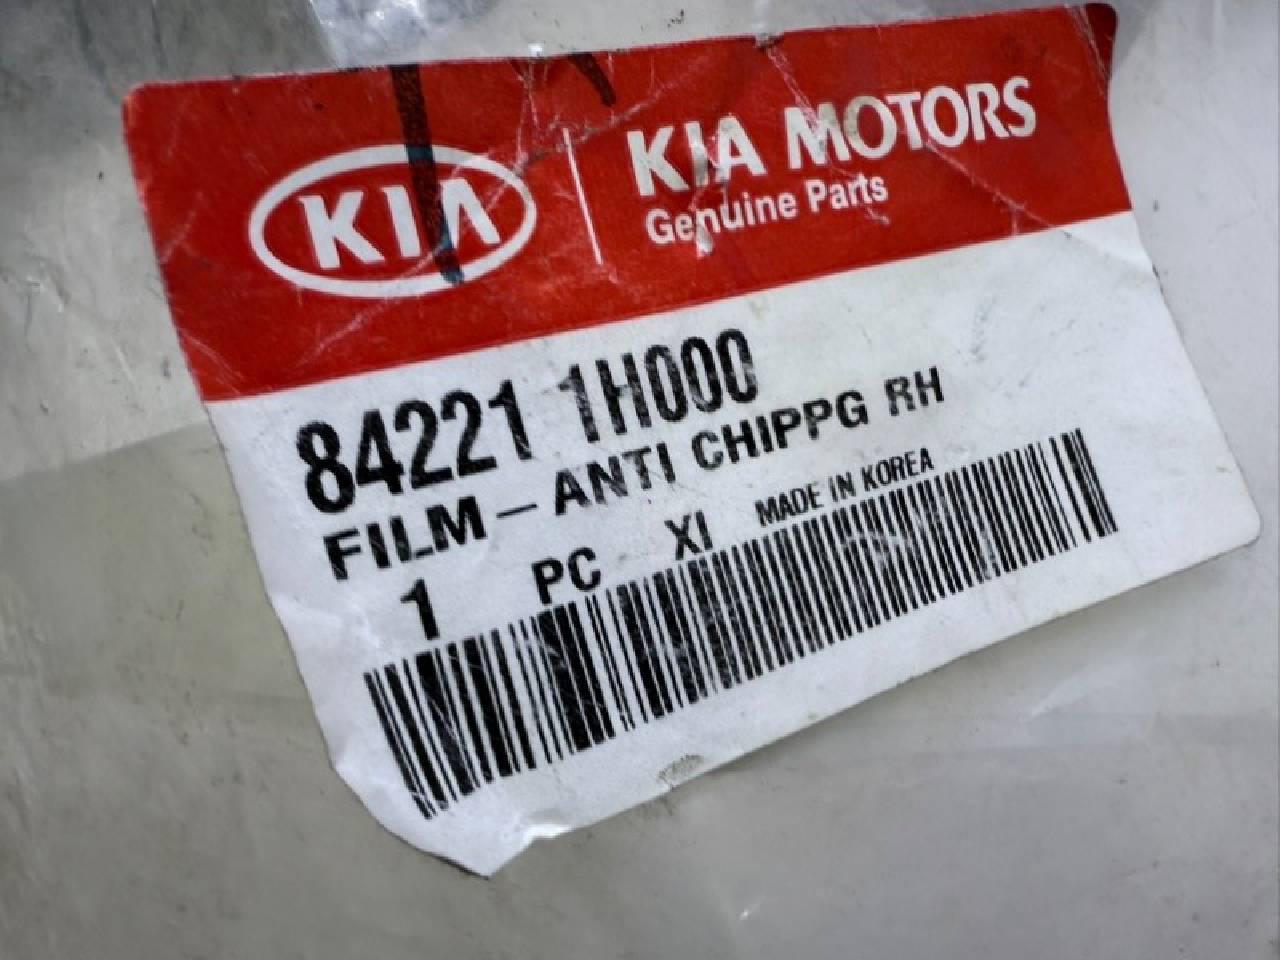 KIA
KIA MOTORS
Genuine Parts
84221 1H000
FILM-ANTI CHIPPG RH
1 PC XI MADE IN KOREA